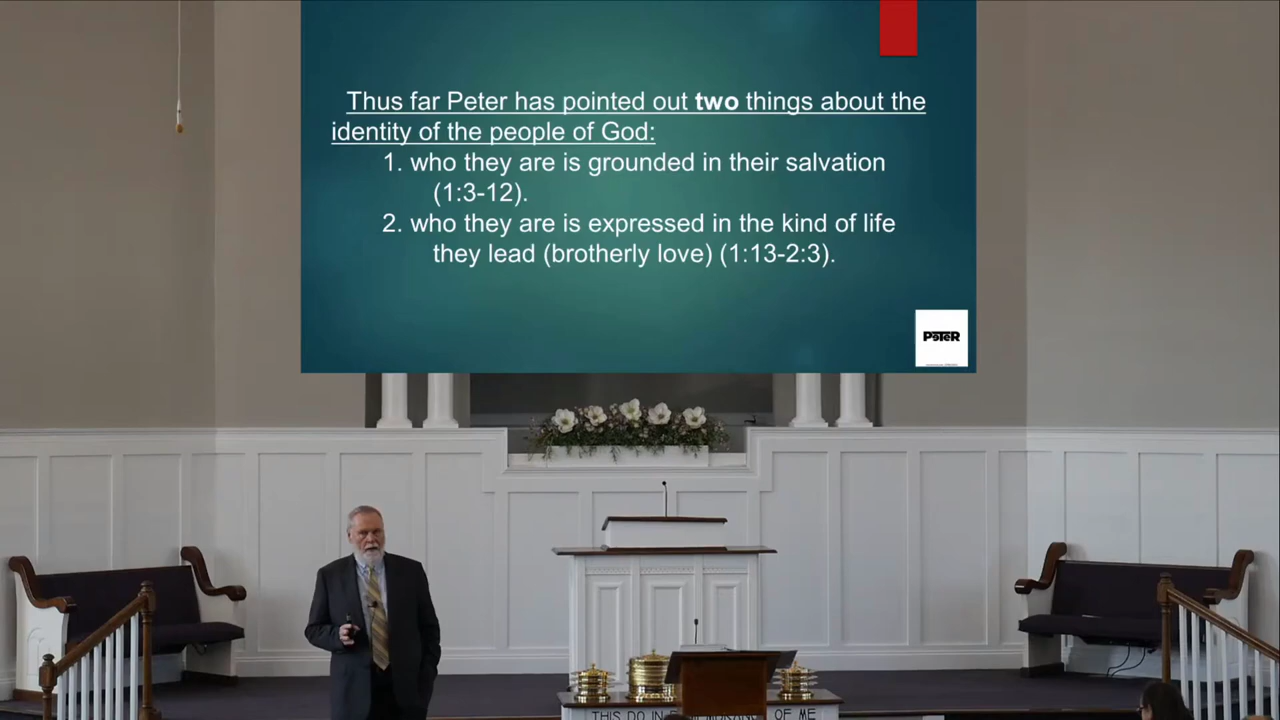 Thus far Peter has pointed out two things about the
identity of the people of God:
1. who they are is grounded in their salvation
(1:3-12).
2. who they are is expressed in the kind of life
they lead (brotherly love) (1:13-2:3).
PETER
THIS DO IN OF ME